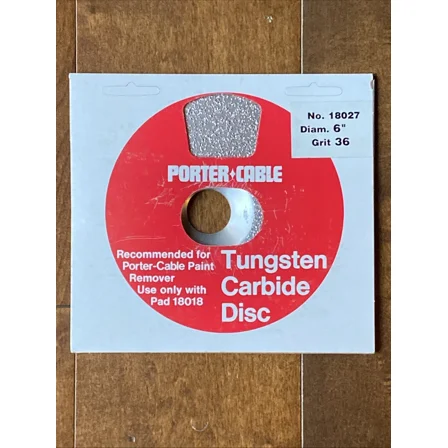 No. 18027
Diam. 6"
Grit 36
PORTER+CABLE
Recommended for
Porter-Cable Paint
Remover
Use only with
Pad 18018
Tungsten
Carbide
Disc